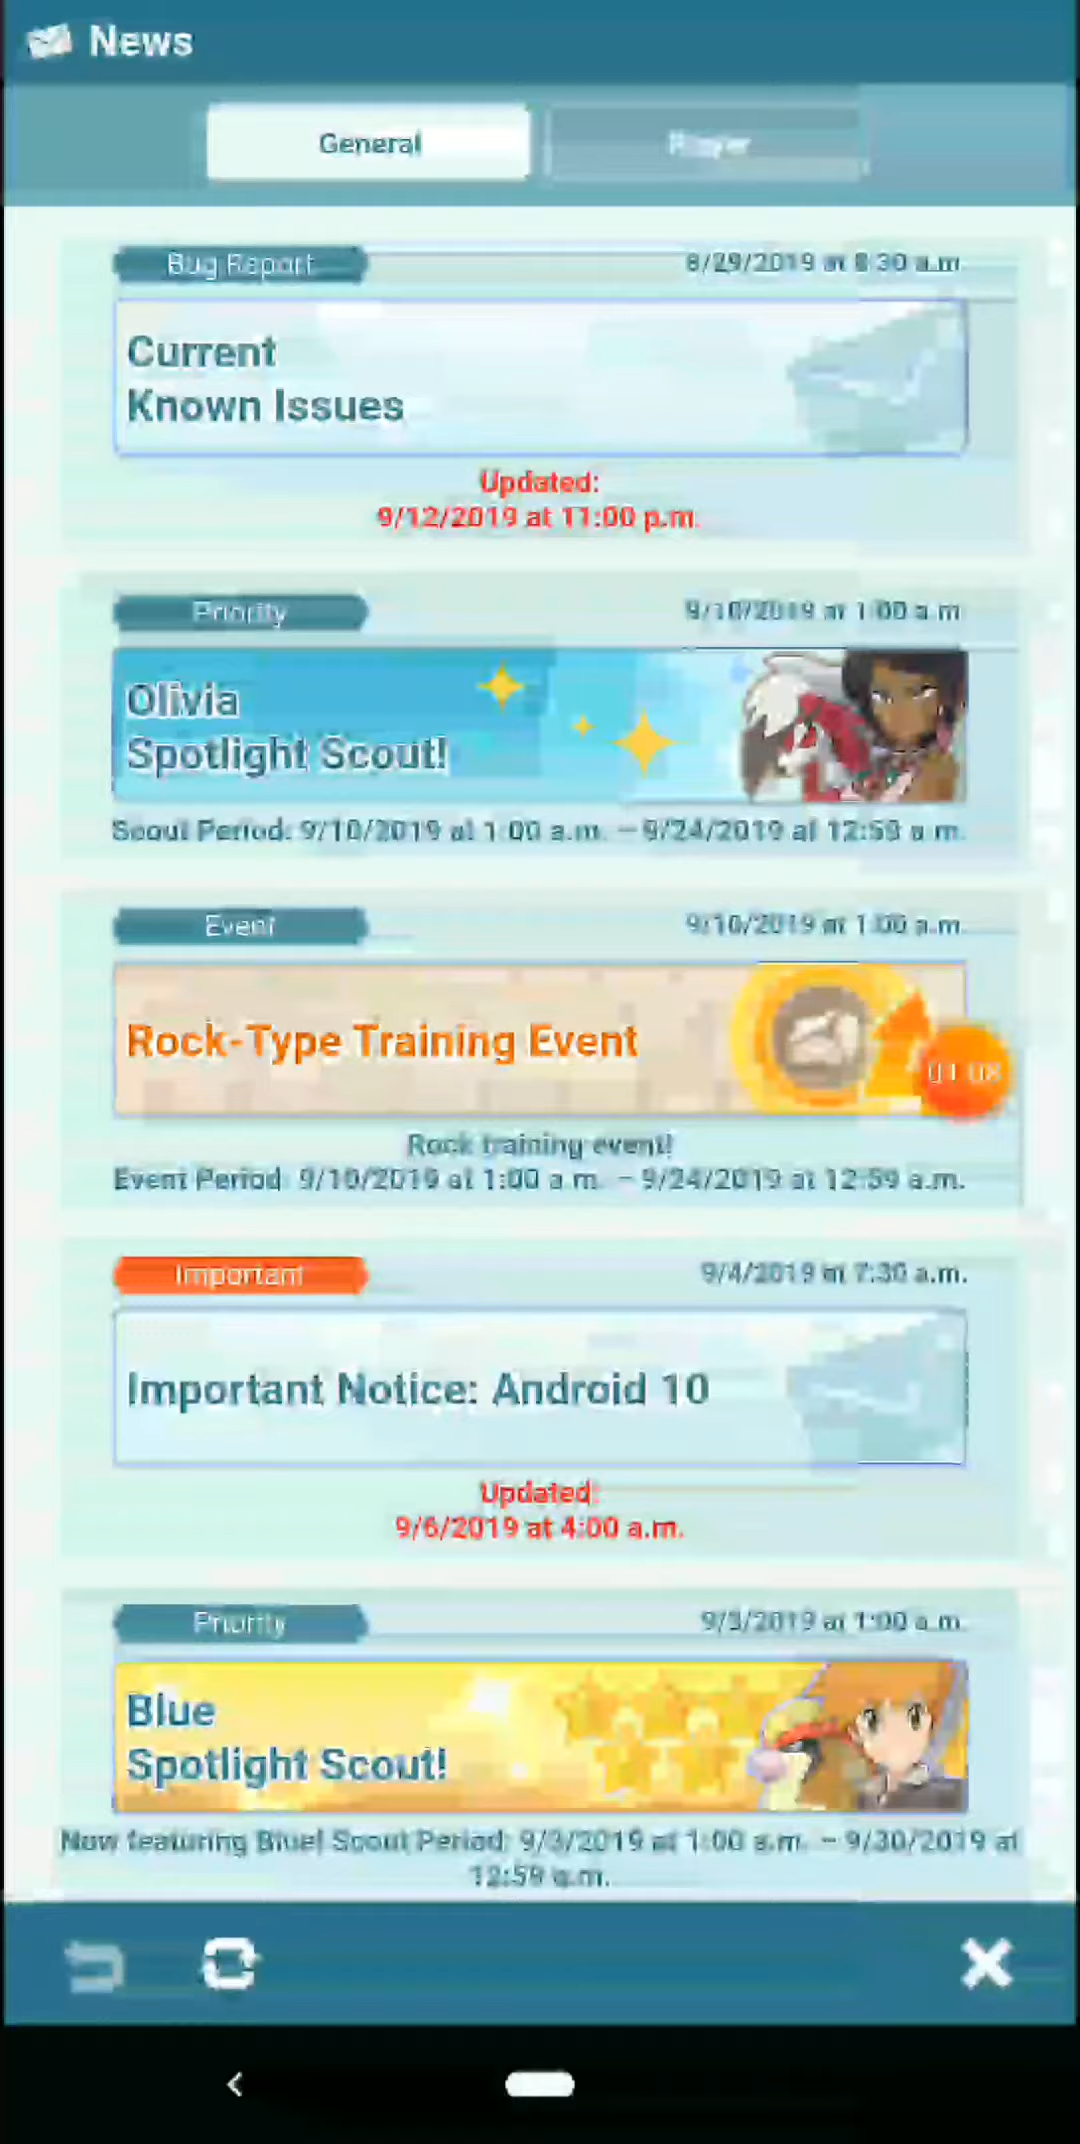 News
General Player
Bug Report 8/29/2019 at 8:30 a.m.
Current
Known Issues
Updated:
9/12/2019 at 11:00 p.m.
Priority 9/10/2019 at 1:00 a.m.
Olivia
Spotlight Scout!
Scout Period: 9/10/2019 at 1:00 a.m. – 9/24/2019 at 12:59 a.m.
Event 9/10/2019 at 1:00 a.m.
Rock-Type Training Event
01:08
Rock training event!
Event Period: 9/10/2019 at 1:00 a.m. – 9/24/2019 at 12:59 a.m.
Important 9/4/2019 at 7:30 a.m.
Important Notice: Android 10
Updated:
9/6/2019 at 4:00 a.m.
Priority 9/3/2019 at 1:00 a.m.
Blue
Spotlight Scout!
Now featuring Blue! Scout Period: 9/3/2019 at 1:00 a.m. – 9/30/2019 at
12:59 a.m.